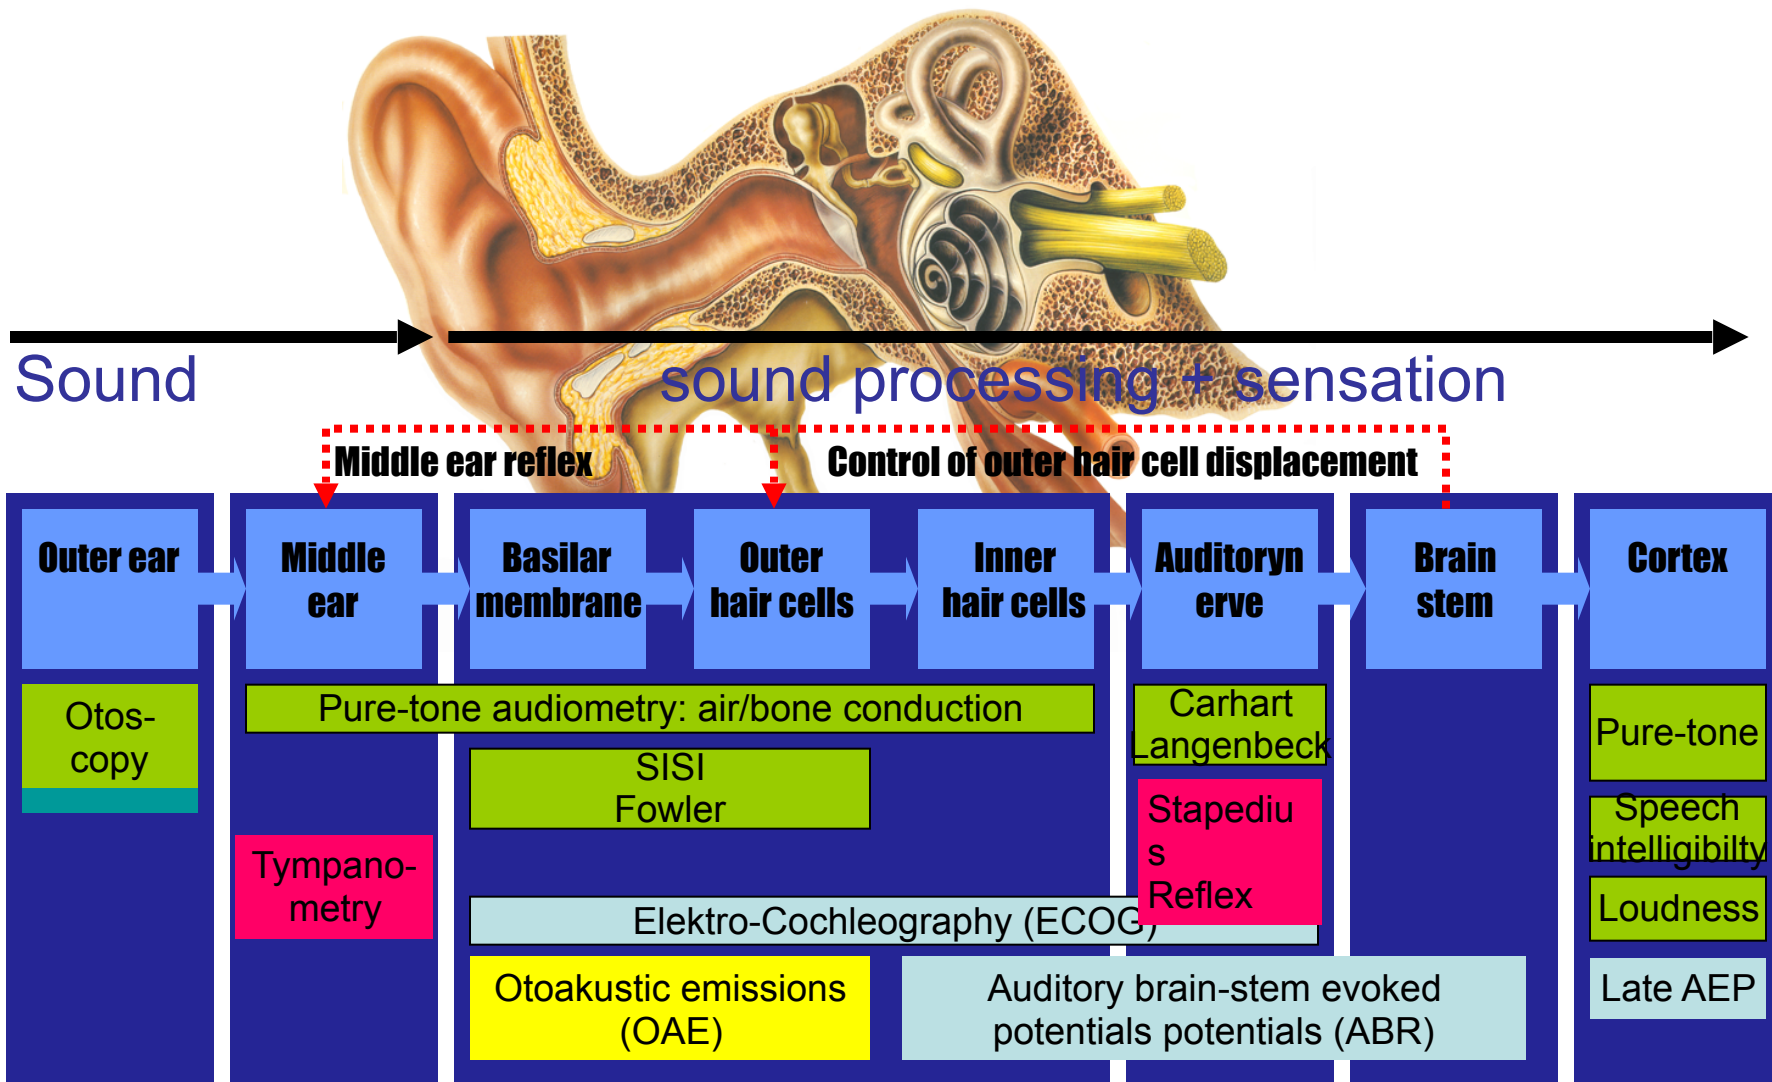 Sound
sound processing + sensation
Middle ear reflex
Control of outer hair cell displacement
Outer ear
Middle
ear
Basilar
membrane
Outer
hair cells
Inner
hair cells
Auditoryn
erve
Brain
stem
Cortex
Otos-
copy
Pure-tone audiometry: air/bone conduction
Carhart
Langenbeck
Pure-tone
SISI
Fowler
Stapediu
s
Reflex
Speech
intelligibilty
Tympano-
metry
Elektro-Cochleography (ECOG)
Loudness
Otoakustic emissions
(OAE)
Auditory brain-stem evoked
potentials potentials (ABR)
Late AEP